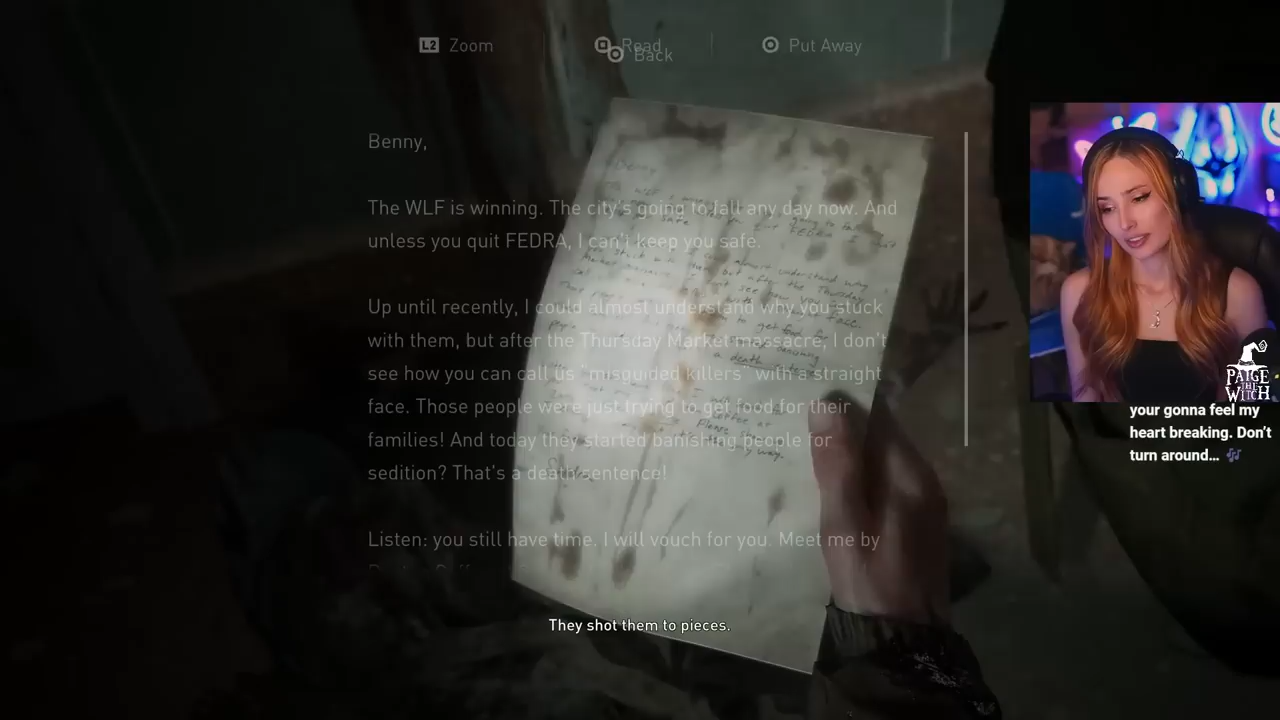 L2 Zoom
Read
Back
Put Away
Benny,
The WLF is winning. The city's going to fall any day now. And
unless you quit FEDRA, I can't keep you safe.
Up until recently, I could almost understand why you stuck
with them, but after the Thursday Market massacre, I don't
see how you can call us "misguided killers" with a straight
face. Those people were just trying to get food for their
families! And today they started banishing people for
sedition? That's a death sentence!
Listen: you still have time. I will vouch for you. Meet me by
They shot them to pieces.
PAIGE
THE
WITCH
your gonna feel my
heart breaking. Don't
turn around... 🎶